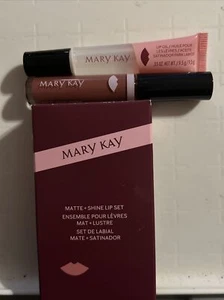 MARY KAY
MARY KAY
MARY KAY
MATTE • SHINE LIP SET
ENSEMBLE POUR LÈVRES
MAT • LUSTRE
SET DE LABIAL
MATE • SATINADOR